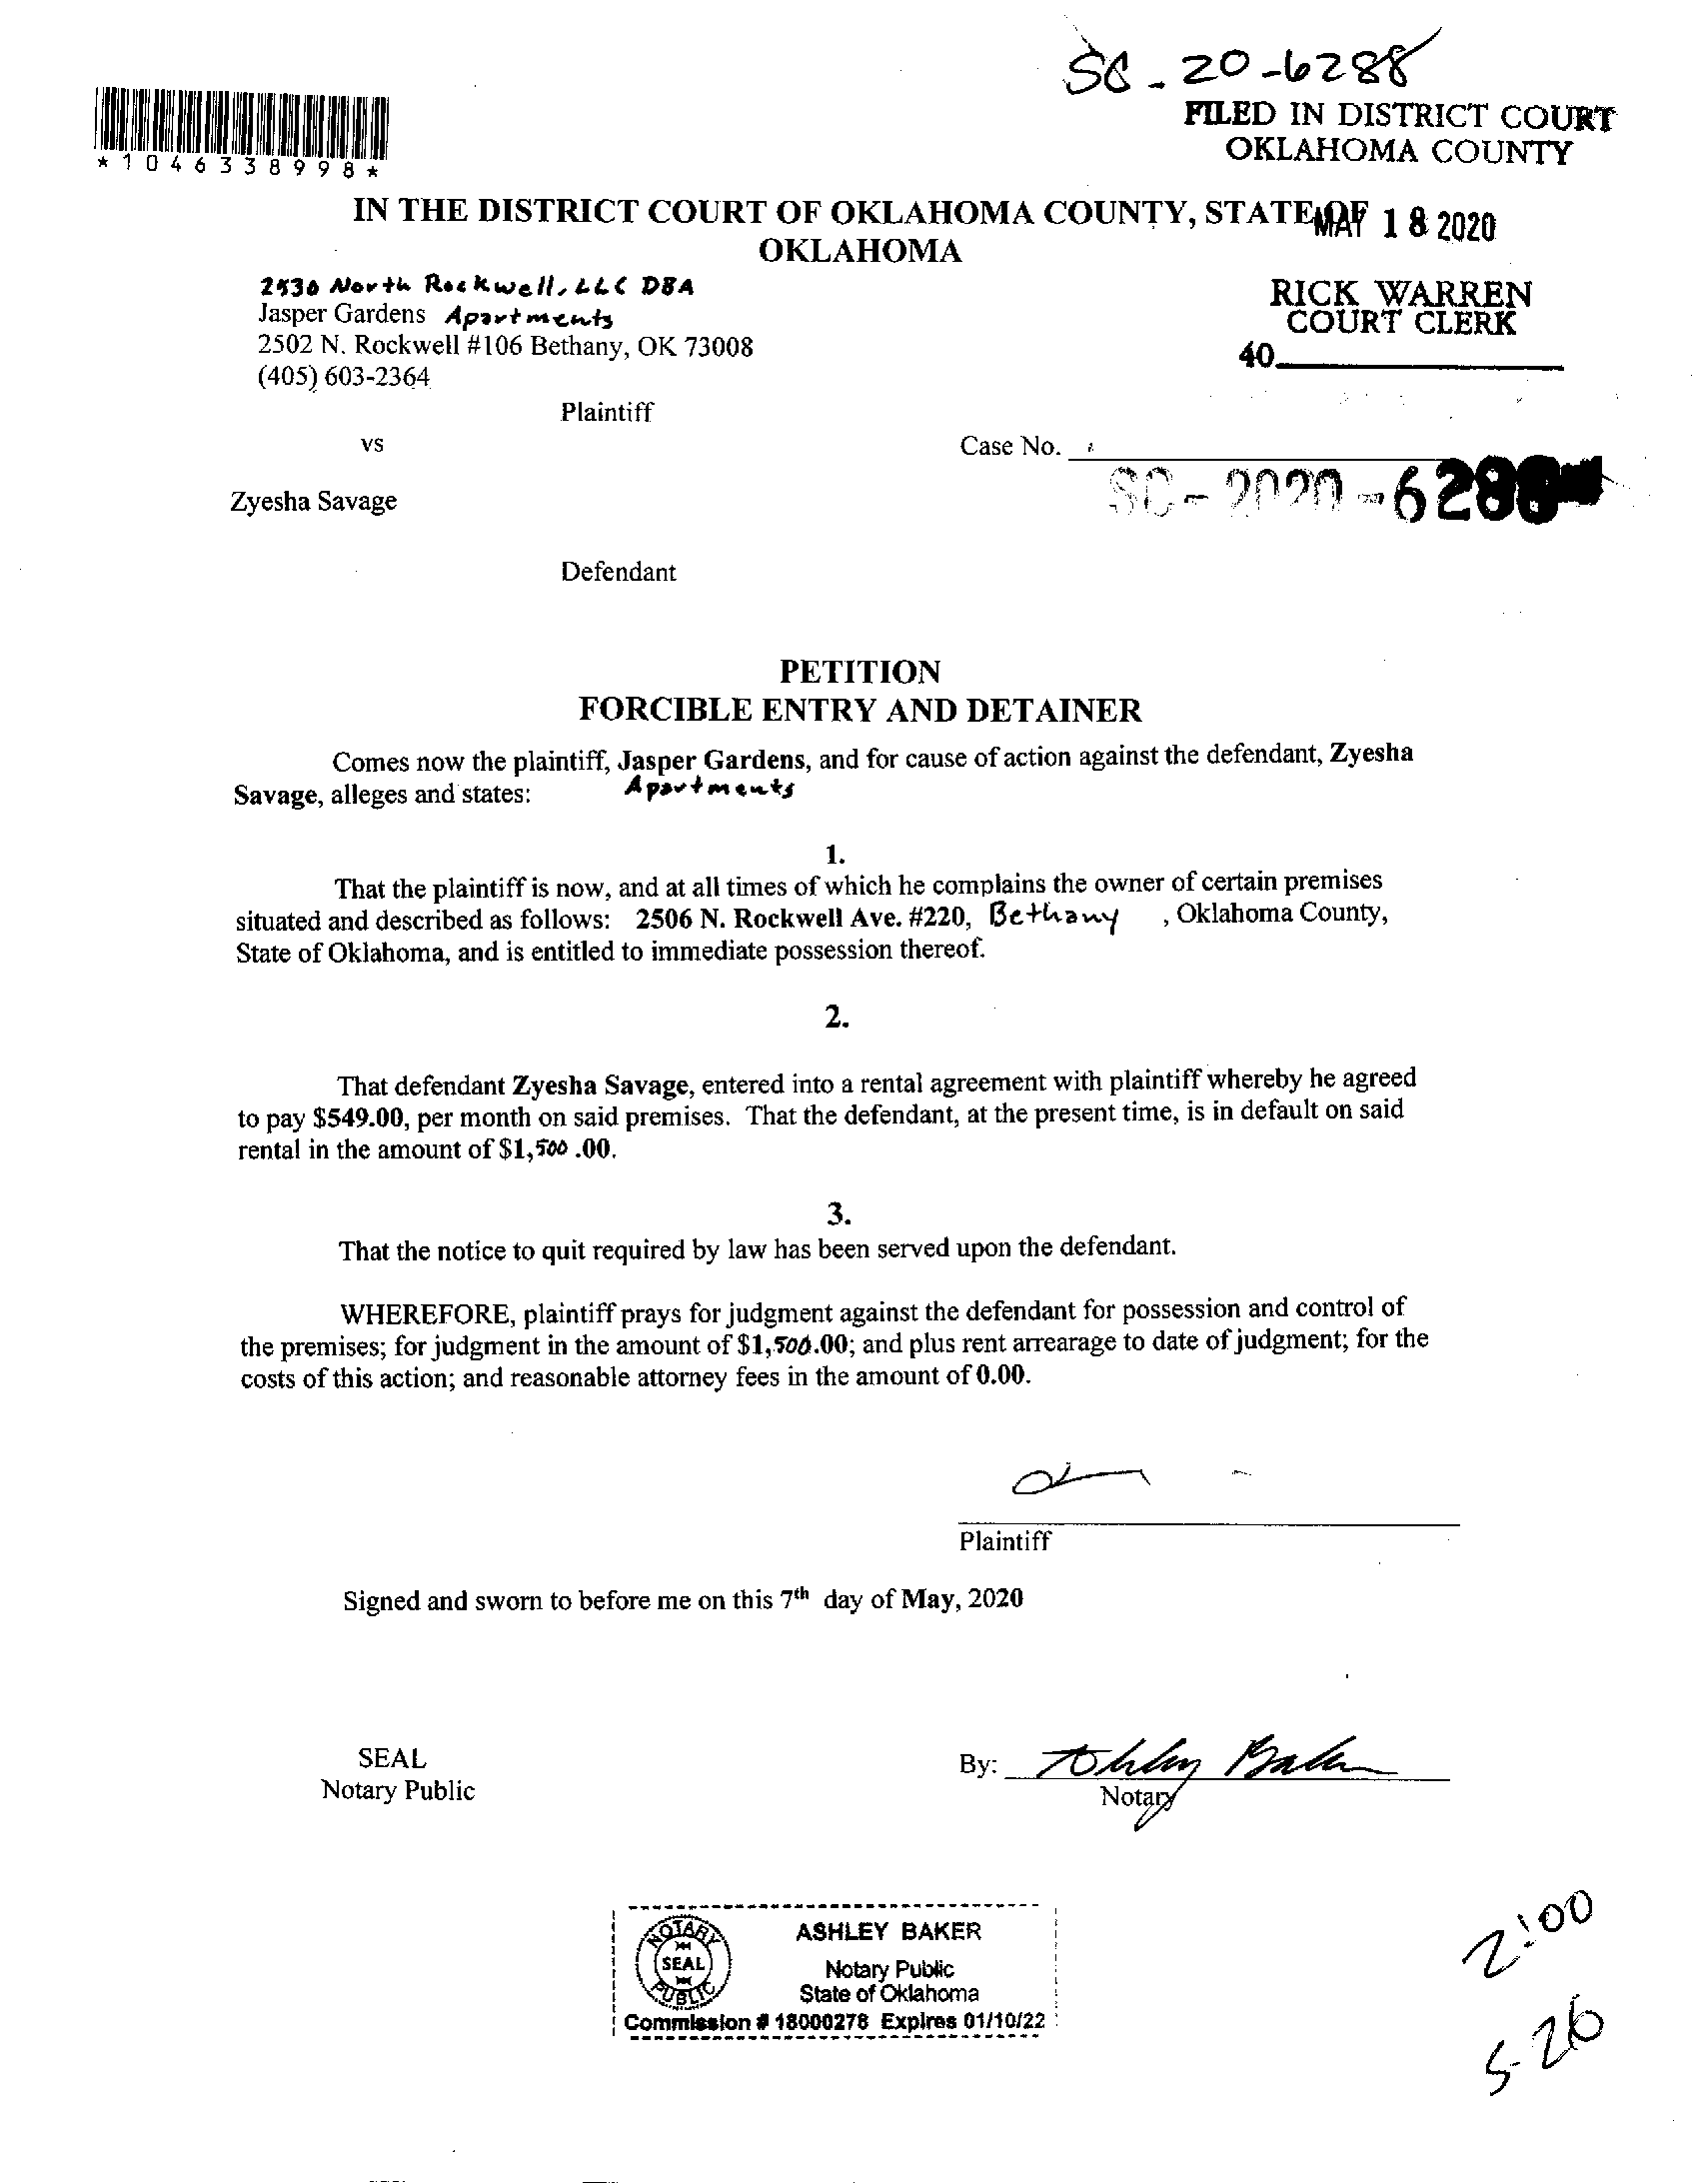 SC-20-6288
FILED IN DISTRICT COURT
OKLAHOMA COUNTY
*1046338998*
IN THE DISTRICT COURT OF OKLAHOMA COUNTY, STATE OF
MAY 18 2020
OKLAHOMA
North Rockwell, LLC DBA
RICK WARREN
Jasper Gardens Apartments
COURT CLERK
2502 N. Rockwell #106 Bethany, OK 73008
40
(405) 603-2364
Plaintiff
vs
Case No.
SC-2020-6288
Zyesha Savage
Defendant
PETITION
FORCIBLE ENTRY AND DETAINER
Comes now the plaintiff, Jasper Gardens, and for cause of action against the defendant, Zyesha
Savage, alleges and states: Apartments
1.
That the plaintiff is now, and at all times of which he complains the owner of certain premises
situated and described as follows: 2506 N. Rockwell Ave. #220, Bethany , Oklahoma County,
State of Oklahoma, and is entitled to immediate possession thereof.
2.
That defendant Zyesha Savage, entered into a rental agreement with plaintiff whereby he agreed
to pay $549.00, per month on said premises. That the defendant, at the present time, is in default on said
rental in the amount of $1,500.00.
3.
That the notice to quit required by law has been served upon the defendant.
WHEREFORE, plaintiff prays for judgment against the defendant for possession and control of
the premises; for judgment in the amount of $1,500.00; and plus rent arrearage to date of judgment; for the
costs of this action; and reasonable attorney fees in the amount of 0.00.
Plaintiff
Signed and sworn to before me on this 7th day of May, 2020
SEAL
Notary Public
By: Ashley Baker
Notary
NOTARY
SEAL
PUBLIC
ASHLEY BAKER
Notary Public
State of Oklahoma
Commission # 18000278 Expires 01/10/22
2:00
5-26